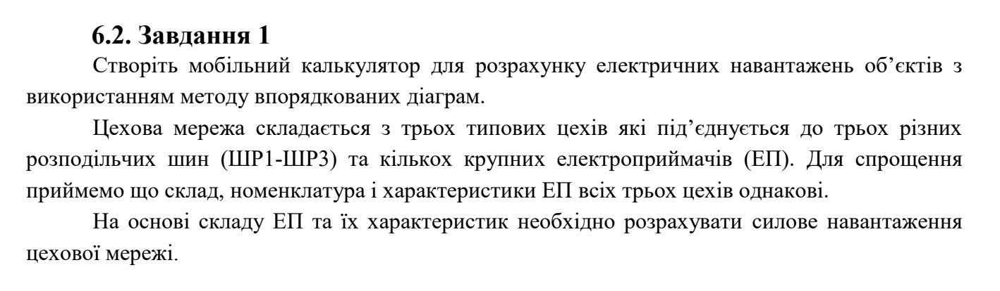 6.2. Завдання 1
Створіть мобільний калькулятор для розрахунку електричних навантажень об’єктів з
використанням методу впорядкованих діаграм.
Цехова мережа складається з трьох типових цехів які під’єднується до трьох різних
розподільчих шин (ШР1-ШР3) та кількох крупних електроприймачів (ЕП). Для спрощення
приймемо що склад, номенклатура і характеристики ЕП всіх трьох цехів однакові.
На основі складу ЕП та їх характеристик необхідно розрахувати силове навантаження
цехової мережі.